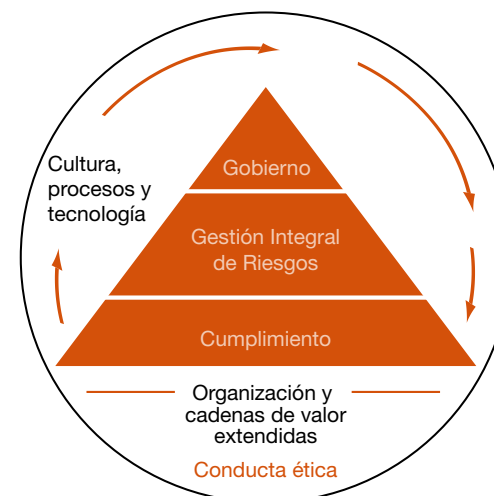 Cultura,
procesos y
tecnología
Gobierno
Gestión Integral
de Riesgos
Cumplimiento
Organización y
cadenas de valor
extendidas
Conducta ética